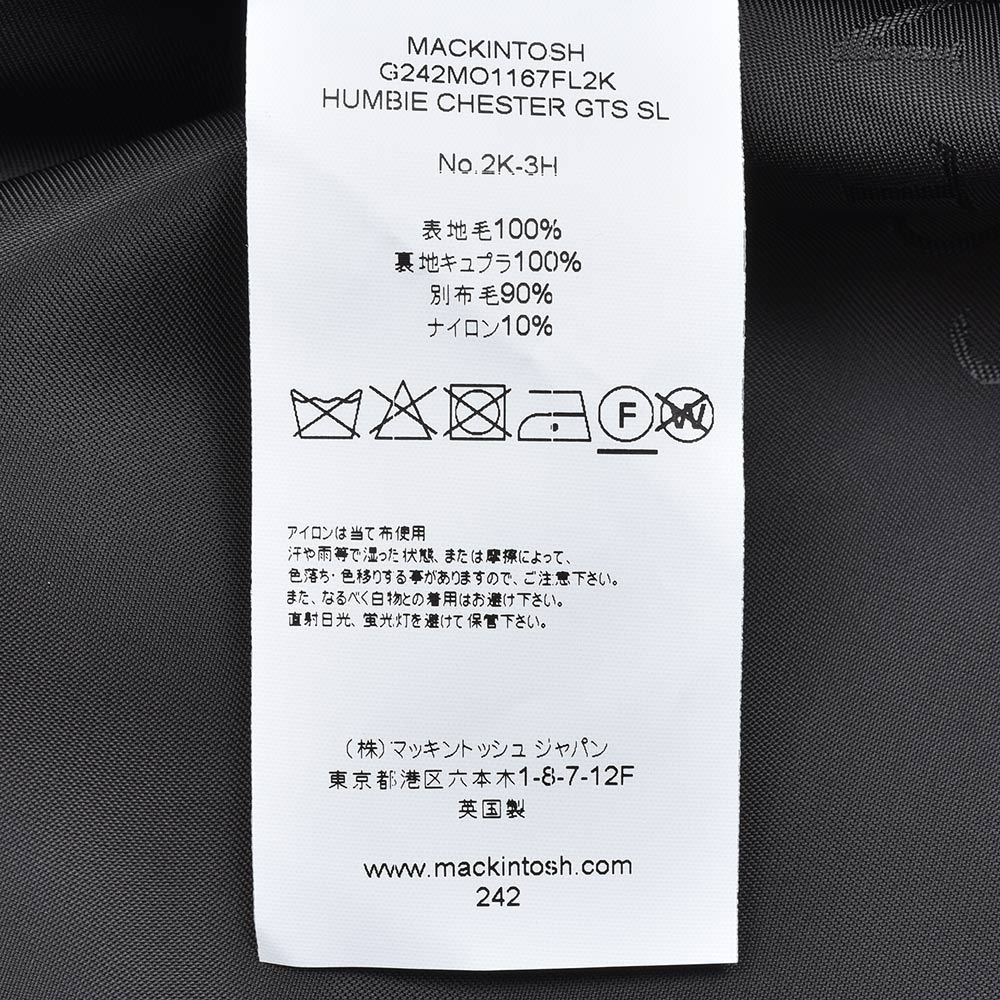 MACKINTOSH
G242MO1167FL2K
HUMBIE CHESTER GTS SL
No.2K-3H
表地毛100%
裏地キュプラ100%
別布毛90%
ナイロン10%
F W
アイロンは当て布使用
汗や雨等で湿った状態、または摩擦によって、
色落ち・色移りする事がありますので、ご注意下さい。
また、なるべく白物との着用はお避け下さい。
直射日光、蛍光灯を避けて保管下さい。
(株)マッキントッシュ ジャパン
東京都港区六本木1-8-7-12F
英国製
www.mackintosh.com
242